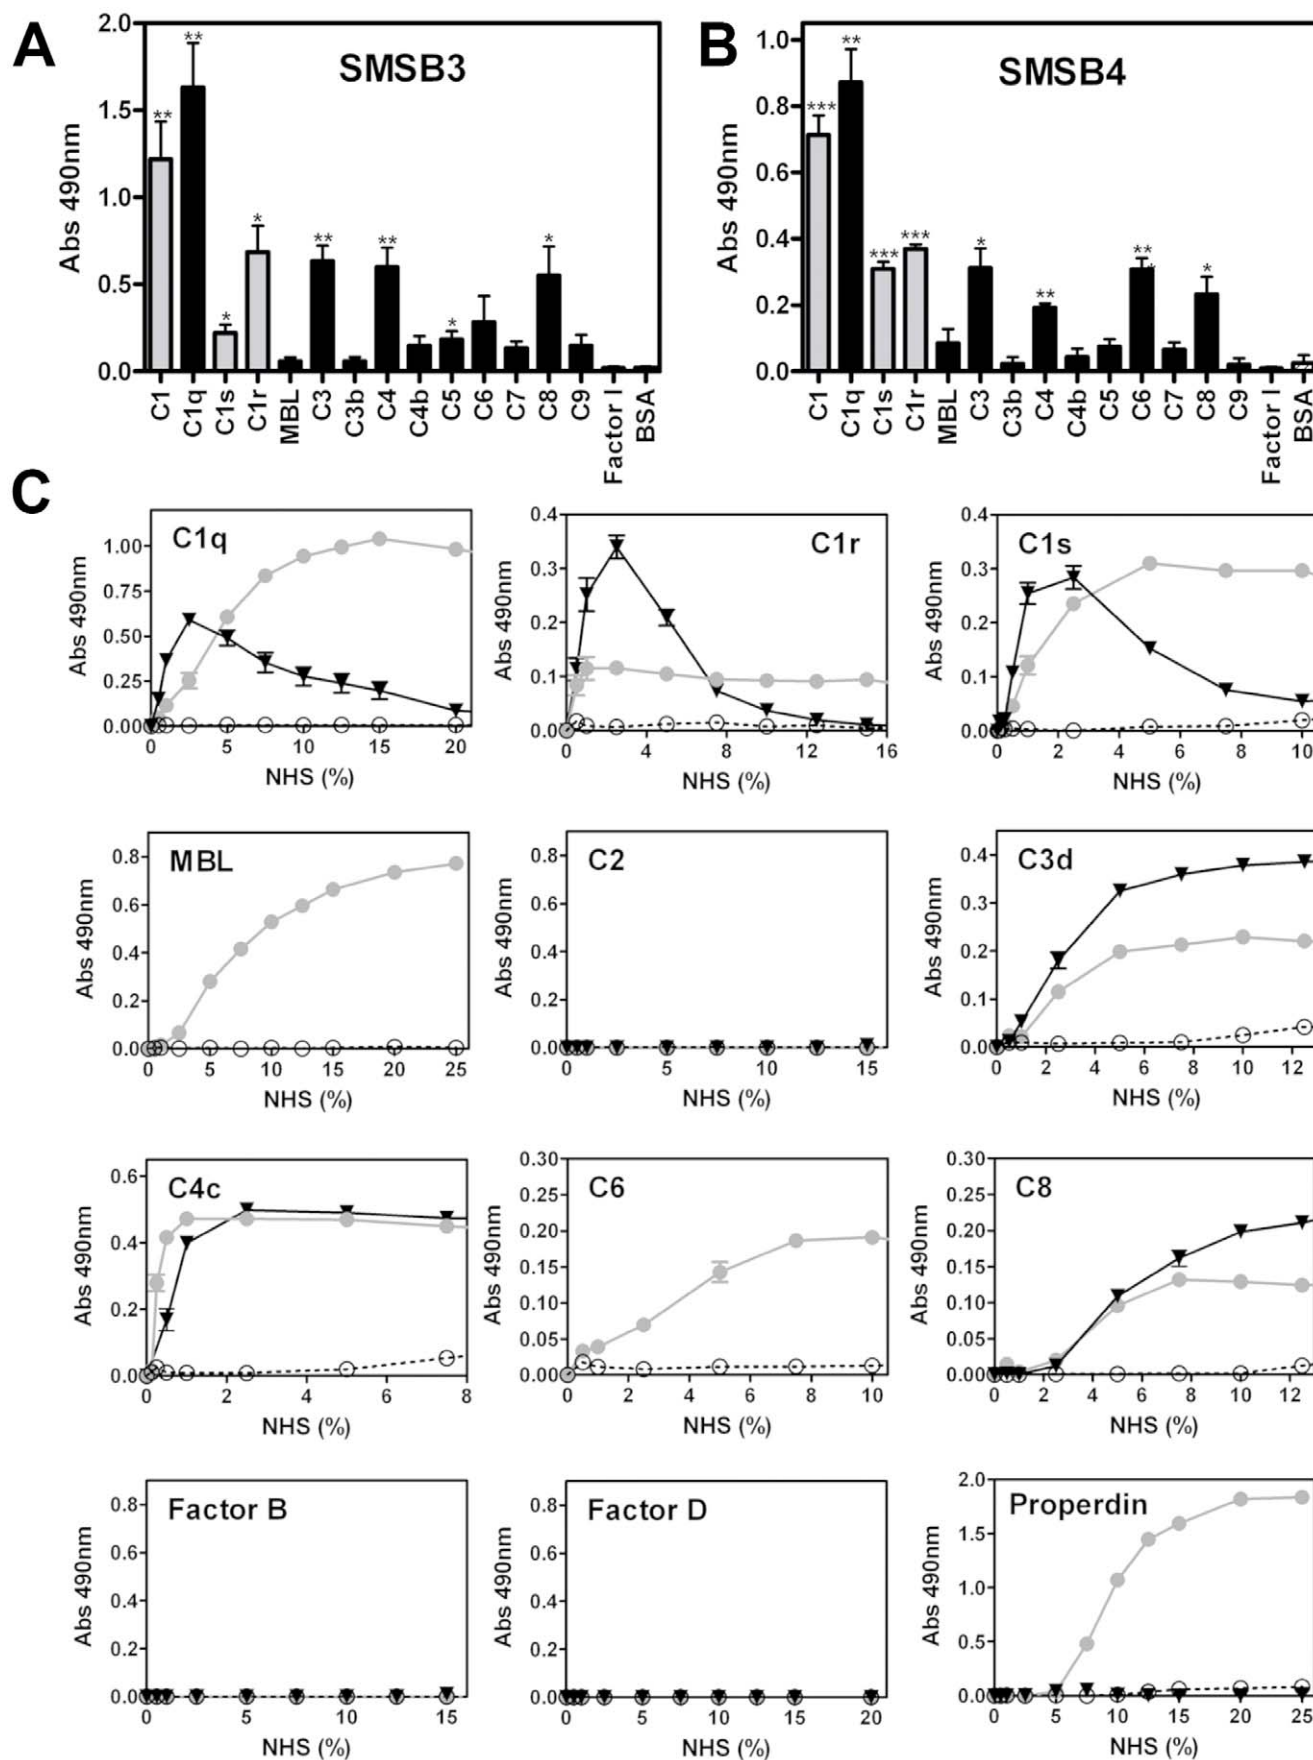 A
SMSB3
Abs 490nm
2.0
1.5
1.0
0.5
0.0
** ** * * ** ** * *
C1 C1q C1s C1r MBL C3 C3b C4 C4b C5 C6 C7 C8 C9 Factor I BSA
B
SMSB4
Abs 490nm
1.0
0.8
0.6
0.4
0.2
0.0
*** ** *** *** * ** ** *
C1 C1q C1s C1r MBL C3 C3b C4 C4b C5 C6 C7 C8 C9 Factor I BSA
C
C1q
Abs 490nm
1.00
0.75
0.50
0.25
0.00
0 5 10 15 20
NHS (%)
C1r
Abs 490nm
0.4
0.3
0.2
0.1
0.0
0 4 8 12 16
NHS (%)
C1s
Abs 490nm
0.4
0.3
0.2
0.1
0.0
0 2 4 6 8 10
NHS (%)
MBL
Abs 490nm
0.8
0.6
0.4
0.2
0.0
0 5 10 15 20 25
NHS (%)
C2
Abs 490nm
0.8
0.6
0.4
0.2
0.0
0 5 10 15
NHS (%)
C3d
Abs 490nm
0.4
0.3
0.2
0.1
0.0
0 2 4 6 8 10 12
NHS (%)
C4c
Abs 490nm
0.6
0.4
0.2
0.0
0 2 4 6 8
NHS (%)
C6
Abs 490nm
0.30
0.25
0.20
0.15
0.10
0.05
0.00
0 2 4 6 8 10
NHS (%)
C8
Abs 490nm
0.30
0.25
0.20
0.15
0.10
0.05
0.00
0 2 4 6 8 10 12
NHS (%)
Factor B
Abs 490nm
0.8
0.6
0.4
0.2
0.0
0 5 10 15
NHS (%)
Factor D
Abs 490nm
0.8
0.6
0.4
0.2
0.0
0 5 10 15 20
NHS (%)
Properdin
Abs 490nm
2.0
1.5
1.0
0.5
0.0
0 5 10 15 20 25
NHS (%)